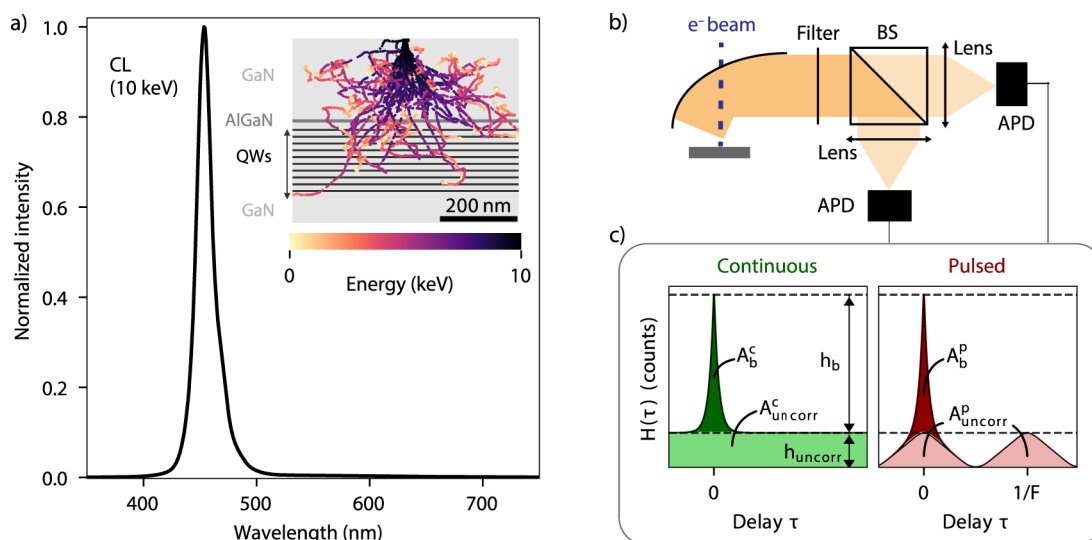 a)
1.0
0.8
0.6
0.4
0.2
0.0
Normalized intensity
400
500
600
700
Wavelength (nm)
CL
(10 keV)
GaN
AlGaN
QWs
GaN
200 nm
0
10
Energy (keV)
b)
e⁻ beam
Filter
BS
Lens
APD
Lens
APD
c)
Continuous
Pulsed
H(τ) (counts)
A_b^c
h_b
A_uncorr^c
h_uncorr
A_b^p
A_uncorr^p
0
0
1/F
Delay τ
Delay τ